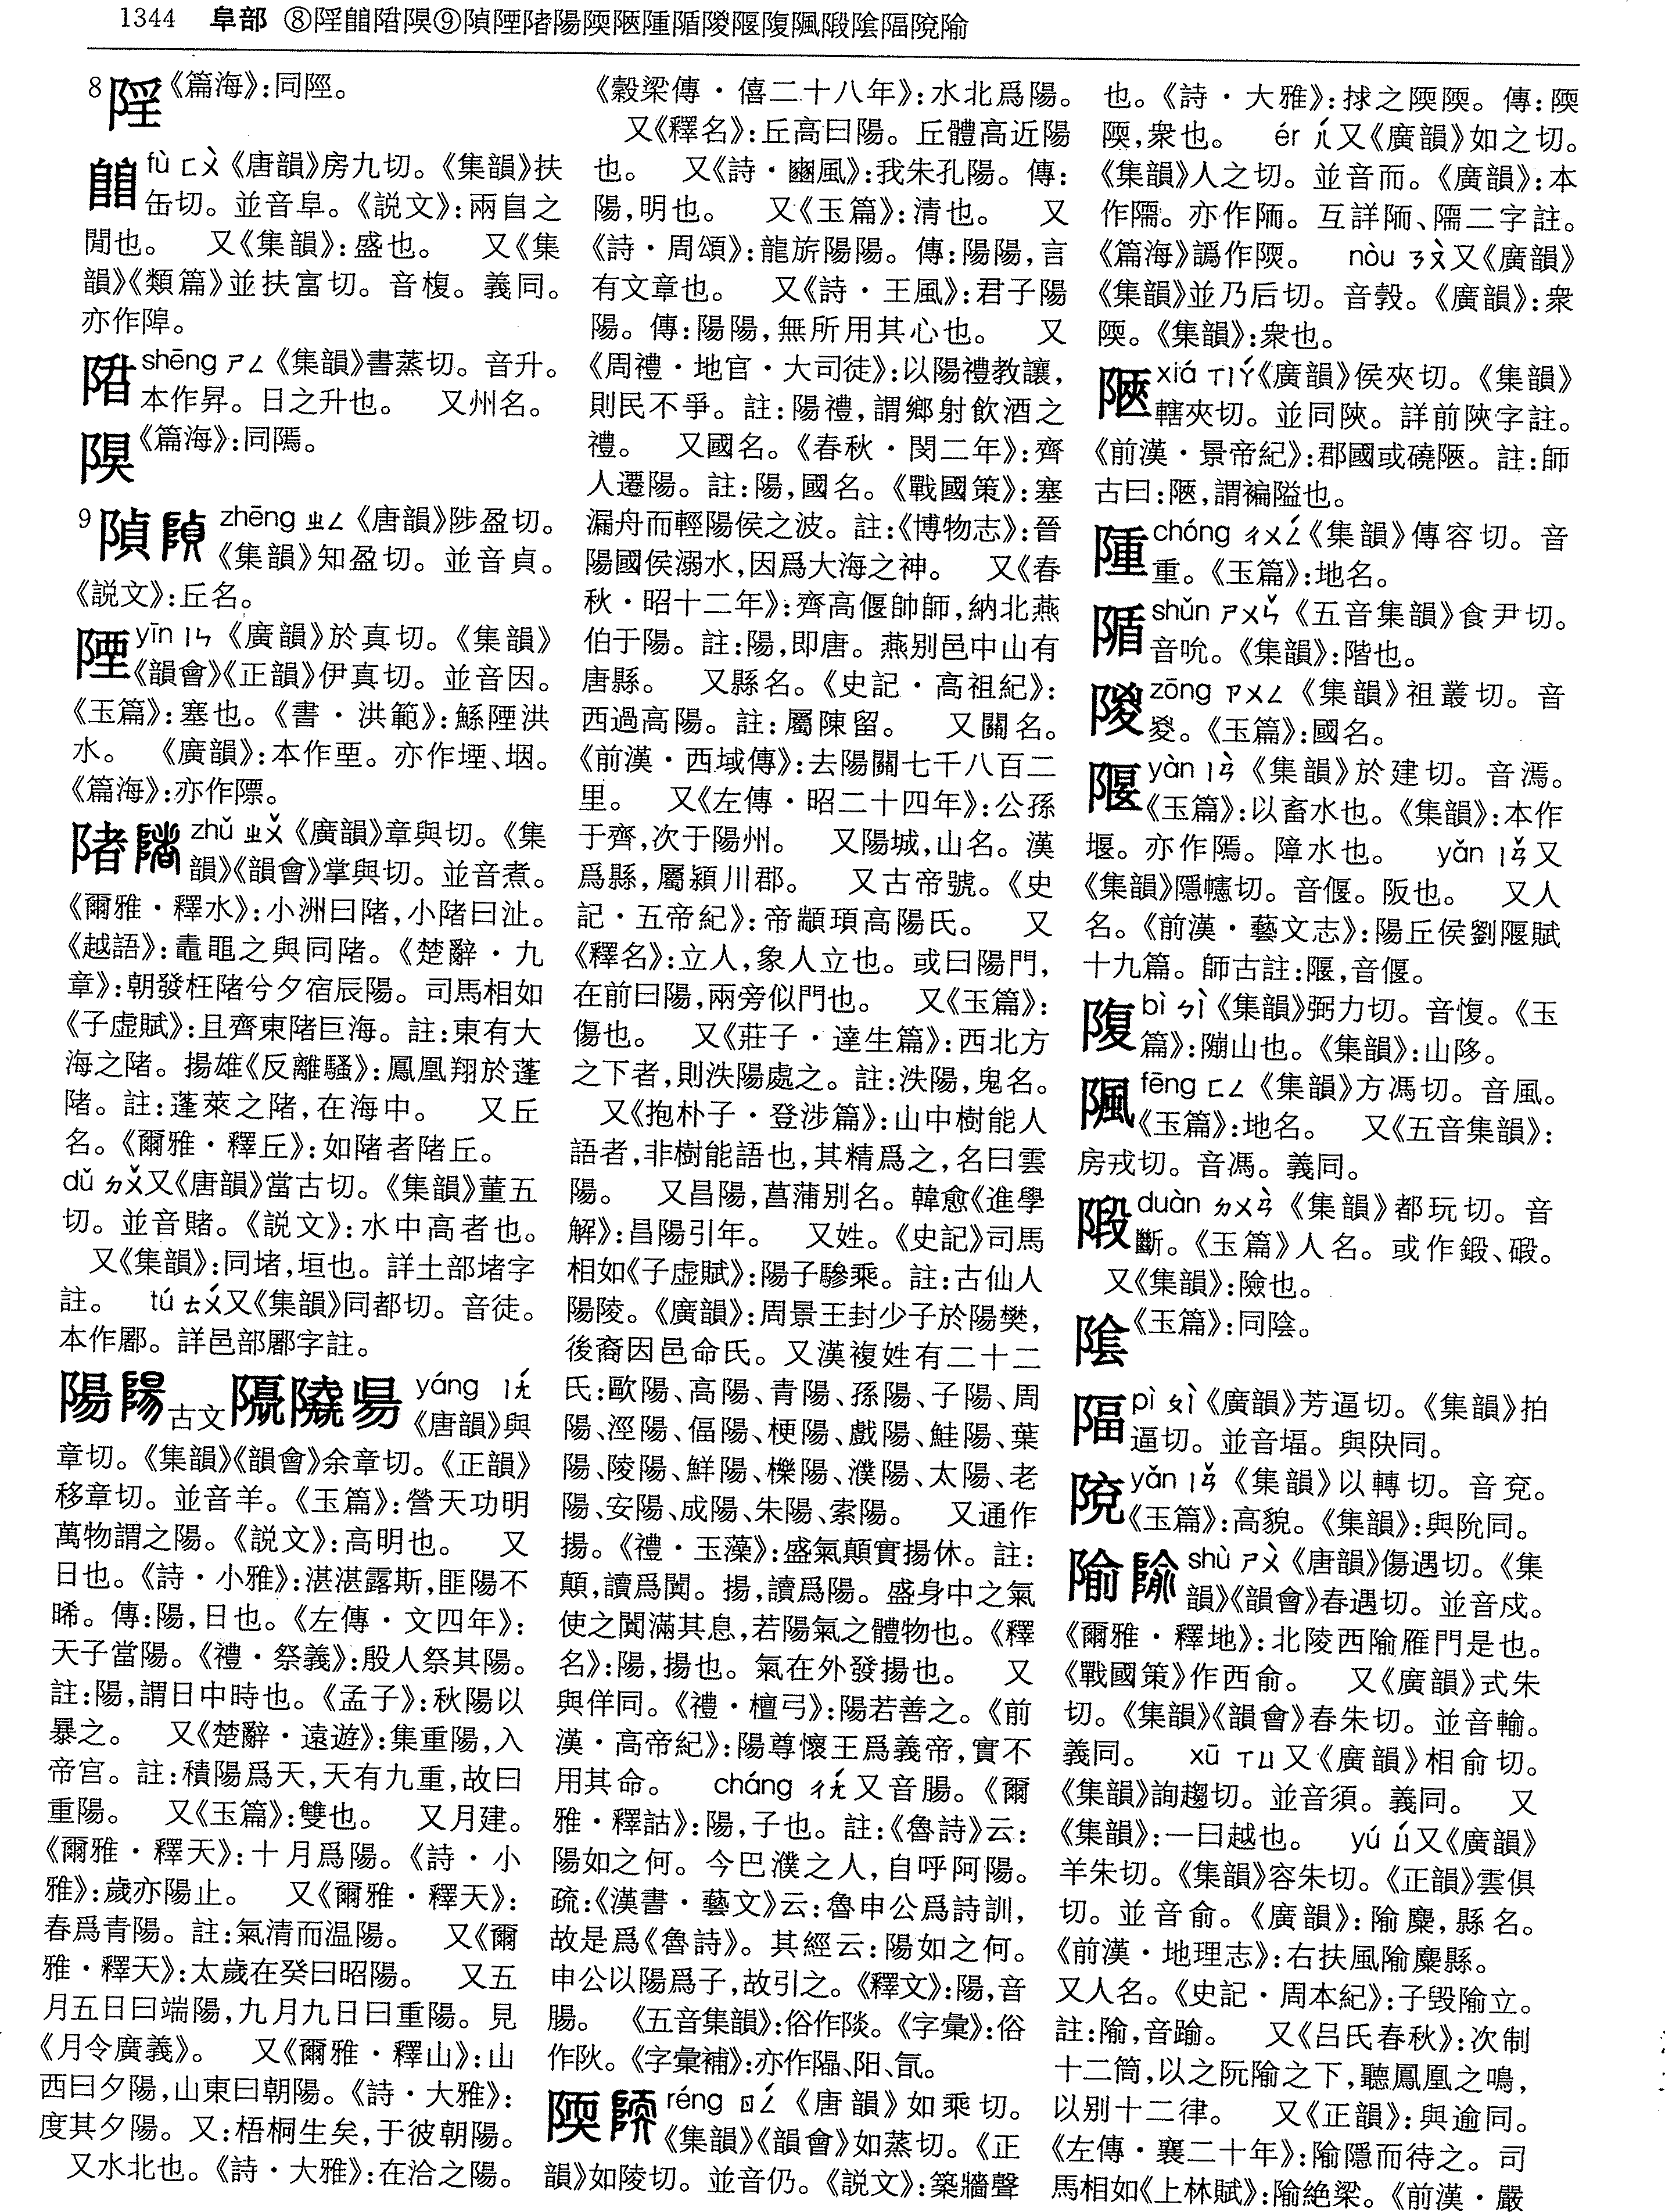 1344 阜部 ⑧陘𨺅陹隉⑨隫陻陼陽陾陿隀𨺖𨻊隁𨻍𨻂𨺣隂𨺤𨺫隃
8 《篇海》:同陘。
fù ㄈㄨˋ《唐韻》房九切。《集韻》扶
缶切。並音阜。《説文》:兩𨸏之
閒也。 又《集韻》:盛也。 又《集
韻》《類篇》並扶富切。音椱。義同。
亦作䧹。
陹 shēng ㄕㄥ《集韻》書蒸切。音升。
本作昇。日之升也。 又州名。
《篇海》:同隝。
9 zhēng ㄓㄥ《唐韻》陟盈切。
《集韻》知盈切。並音貞。
《説文》:丘名。
陻 yīn ㄧㄣ《廣韻》於真切。《集韻》
《韻會》《正韻》伊真切。並音因。
《玉篇》:塞也。《書·洪範》:鯀陻洪
水。 《廣韻》:本作垔。亦作堙、堙。
《篇海》:亦作隭。
陼 zhǔ ㄓㄨˇ《廣韻》章與切。《集
韻》《韻會》掌與切。並音煮。
《爾雅·釋水》:小洲曰陼,小陼曰沚。
《越語》:鼃黽之與同陼。《楚辭·九
章》:朝發枉陼兮夕宿辰陽。司馬相如
《子虚賦》:且齊東陼巨海。註:東有大
海之陼。揚雄《反離騷》:鳳凰翔於蓬
陼。註:蓬萊之陼,在海中。 又丘
名。《爾雅·釋丘》:如陼者陼丘。
dǔ ㄉㄨˇ又《唐韻》當古切。《集韻》董五
切。並音賭。《説文》:水中高者也。
又《集韻》:同堵,垣也。詳土部堵字
註。 tú ㄊㄨˊ又《集韻》同都切。音徒。
本作鄌。詳邑部鄌字註。
陽 古文 yáng ㄧㄤˊ
《唐韻》與
章切。《集韻》《韻會》余章切。《正韻》
移章切。並音羊。《玉篇》:營天功明
萬物謂之陽。《説文》:高明也。 又
日也。《詩·小雅》:湛湛露斯,匪陽不
晞。傳:陽,日也。《左傳·文四年》:
天子當陽。《禮·祭義》:殷人祭其陽。
註:陽,謂日中時也。《孟子》:秋陽以
暴之。 又《楚辭·遠遊》:集重陽,入
帝宫。註:積陽爲天,天有九重,故曰
重陽。 又《玉篇》:雙也。 又月建。
《爾雅·釋天》:十月爲陽。《詩·小
雅》:歲亦陽止。 又《爾雅·釋天》:
春爲青陽。註:氣清而温陽。 又《爾
雅·釋天》:太歲在癸曰昭陽。 又五
月五日曰端陽,九月九日曰重陽。見
《月令廣義》。 又《爾雅·釋山》:山
西曰夕陽,山東曰朝陽。《詩·大雅》:
度其夕陽。又:梧桐生矣,于彼朝陽。
又水北也。《詩·大雅》:在洽之陽。
《穀梁傳·僖二十八年》:水北爲陽。
又《釋名》:丘高曰陽。丘體高近陽
也。 又《詩·豳風》:我朱孔陽。傳:
陽,明也。 又《玉篇》:清也。 又
《詩·周頌》:龍旂陽陽。傳:陽陽,言
有文章也。 又《詩·王風》:君子陽
陽。傳:陽陽,無所用其心也。 又
《周禮·地官·大司徒》:以陽禮教讓,
則民不爭。註:陽禮,謂鄉射飲酒之
禮。 又國名。《春秋·閔二年》:齊
人遷陽。註:陽,國名。《戰國策》:塞
漏舟而輕陽侯之波。註:《博物志》:晉
陽國侯溺水,因爲大海之神。 又《春
秋·昭十二年》:齊高偃帥師,納北燕
伯于陽。註:陽,即唐。燕别邑中山有
唐縣。 又縣名。《史記·高祖紀》:
西過高陽。註:屬陳留。 又關名。
《前漢·西域傳》:去陽關七千八百二
里。 又《左傳·昭二十四年》:公孫
于齊,次于陽州。 又陽城,山名。漢
爲縣,屬潁川郡。 又古帝號。《史
記·五帝紀》:帝顓頊高陽氏。 又
《釋名》:立人,象人立也。或曰陽門,
在前曰陽,兩旁似門也。 又《玉篇》:
傷也。 又《莊子·達生篇》:西北方
之下者,則泆陽處之。註:泆陽,鬼名。
又《抱朴子·登涉篇》:山中樹能人
語者,非樹能語也,其精爲之,名曰雲
陽。 又昌陽,菖蒲别名。韓愈《進學
解》:昌陽引年。 又姓。《史記》司馬
相如《子虚賦》:陽子驂乘。註:古仙人
陽陵。《廣韻》:周景王封少子於陽樊,
後裔因邑命氏。又漢複姓有二十二
氏:歐陽、高陽、青陽、孫陽、子陽、周
陽、涇陽、偪陽、梗陽、戲陽、鮭陽、葉
陽、陵陽、鮮陽、櫟陽、濮陽、太陽、老
陽、安陽、成陽、朱陽、索陽。 又通作
揚。《禮·玉藻》:盛氣顛實揚休。註:
顛,讀爲闐。揚,讀爲陽。盛身中之氣
使之闐滿其息,若陽氣之體物也。《釋
名》:陽,揚也。氣在外發揚也。 又
與佯同。《禮·檀弓》:陽若善之。《前
漢·高帝紀》:陽尊懷王爲義帝,實不
用其命。 cháng ㄔㄤˊ又音腸。《爾
雅·釋詁》:陽,予也。註:《魯詩》云:
陽如之何。今巴濮之人,自呼阿陽。
疏:《漢書·藝文》云:魯申公爲詩訓,
故是爲《魯詩》。其經云:陽如之何。
申公以陽爲予,故引之。《釋文》:陽,音
腸。 《五音集韻》:俗作陦。《字彙》:俗
作阦。《字彙補》:亦作𨼘、阳、氜。
陾 réng ㄖㄥˊ《唐韻》如乘切。
《集韻》《韻會》如蒸切。《正
韻》如陵切。並音仍。《説文》:築牆聲
也。《詩·大雅》:捄之陾陾。傳:陾
陾,衆也。 ér ㄦˊ又《廣韻》如之切。
《集韻》人之切。並音而。《廣韻》:本
作隭。亦作陑。互詳陑、隭二字註。
《篇海》譌作陾。 nòu ㄋㄡˋ又《廣韻》
《集韻》並乃后切。音㝅。《廣韻》:衆
陾。《集韻》:衆也。
陿 xiá ㄒㄧㄚˊ《廣韻》侯夾切。《集韻》
轄夾切。並同陜。詳前陜字註。
《前漢·景帝紀》:郡國或磽陿。註:師
古曰:陿,謂褊隘也。
隀 chóng ㄔㄨㄥˊ《集韻》傳容切。音
重。《玉篇》:地名。
shǔn ㄕㄨㄣˇ《五音集韻》食尹切。
音吮。《集韻》:階也。
zōng ㄗㄨㄥ《集韻》祖叢切。音
㚇。《玉篇》:國名。
隁 yàn ㄧㄢˋ《集韻》於建切。音漹。
《玉篇》:以畜水也。《集韻》:本作
堰。亦作隝。障水也。 yǎn ㄧㄢˇ又
《集韻》隱幰切。音偃。阪也。 又人
名。《前漢·藝文志》:陽丘侯劉隁賦
十九篇。師古註:隁,音偃。
bì ㄅㄧˋ《集韻》弼力切。音愎。《玉
篇》:䠮山也。《集韻》:山陊。
fēng ㄈㄥ《集韻》方馮切。音風。
《玉篇》:地名。 又《五音集韻》:
房戎切。音馮。義同。
duàn ㄉㄨㄢˋ《集韻》都玩切。音
斷。《玉篇》人名。或作鍛、碫。
又《集韻》:險也。
隂 《玉篇》:同陰。
pì ㄆㄧˋ《廣韻》芳逼切。《集韻》拍
逼切。並音堛。與䦼同。
yǎn ㄧㄢˇ《集韻》以轉切。音兗。
《玉篇》:高貌。《集韻》:與阭同。
隃 shù ㄕㄨˋ《唐韻》傷遇切。《集
韻》《韻會》春遇切。並音戍。
《爾雅·釋地》:北陵西隃雁門是也。
《戰國策》作西俞。 又《廣韻》式朱
切。《集韻》《韻會》春朱切。並音輸。
義同。 xū ㄒㄩ又《廣韻》相俞切。
《集韻》詢趨切。並音須。義同。 又
《集韻》:一曰越也。 yú ㄩˊ又《廣韻》
羊朱切。《集韻》容朱切。《正韻》雲俱
切。並音俞。《廣韻》:隃麋,縣名。
《前漢·地理志》:右扶風隃麋縣。
又人名。《史記·周本紀》:子毀隃立。
註:隃,音踰。 又《吕氏春秋》:次制
十二筒,以之阮隃之下,聽鳳凰之鳴,
以别十二律。 又《正韻》:與逾同。
《左傳·襄二十年》:隃隱而待之。司
馬相如《上林賦》:隃絶梁。《前漢·嚴